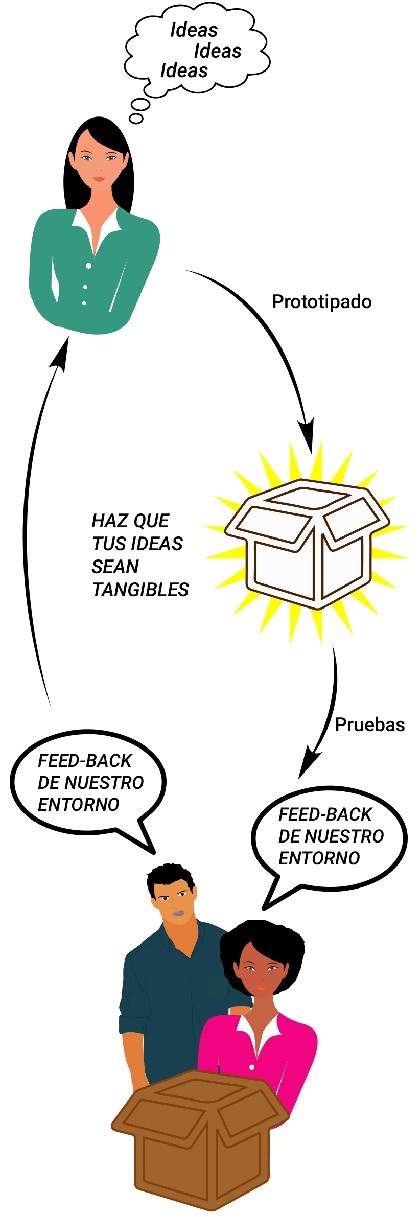 Ideas
Ideas
Ideas
Prototipado
HAZ QUE
TUS IDEAS
SEAN
TANGIBLES
Pruebas
FEED-BACK
DE NUESTRO
ENTORNO
FEED-BACK
DE NUESTRO
ENTORNO